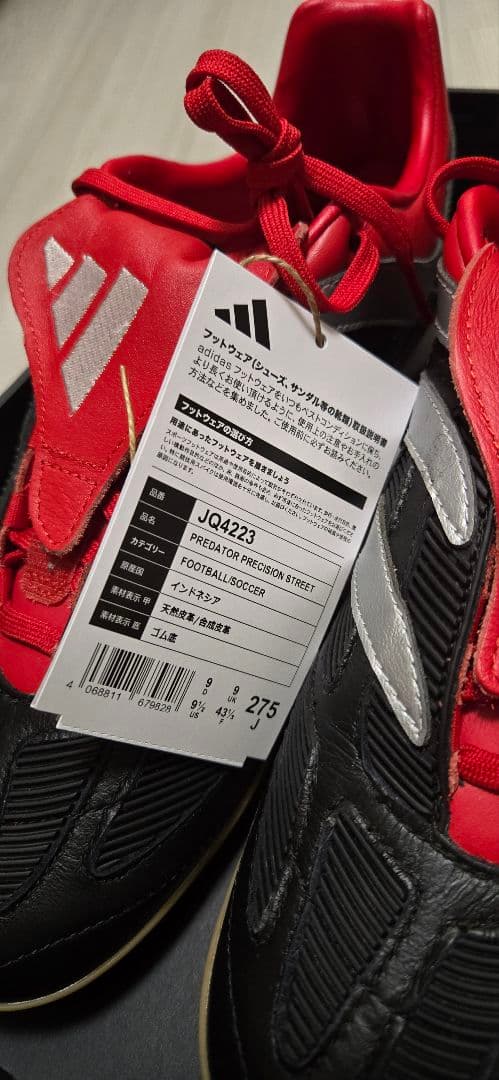 フットウェア(シューズ、サンダル等の靴類)取扱説明書
adidas フットウェアをいつもベストコンディションに保ち、
より長くお使い頂けるように、使用上の注意やお手入れの
方法などを集めました。ご使用前に必ずお読みください。
フットウェアの選び方
用途にあったフットウェアを履きましょう
品番 JQ4223
品名 PREDATOR PRECISION STREET
カテゴリー FOOTBALL/SOCCER
原産国 インドネシア
素材表示 甲 天然皮革/合成皮革
素材表示 底 ゴム底
4 068811 679828
9 D 9 UK
9½ US 43⅓ F
275 J